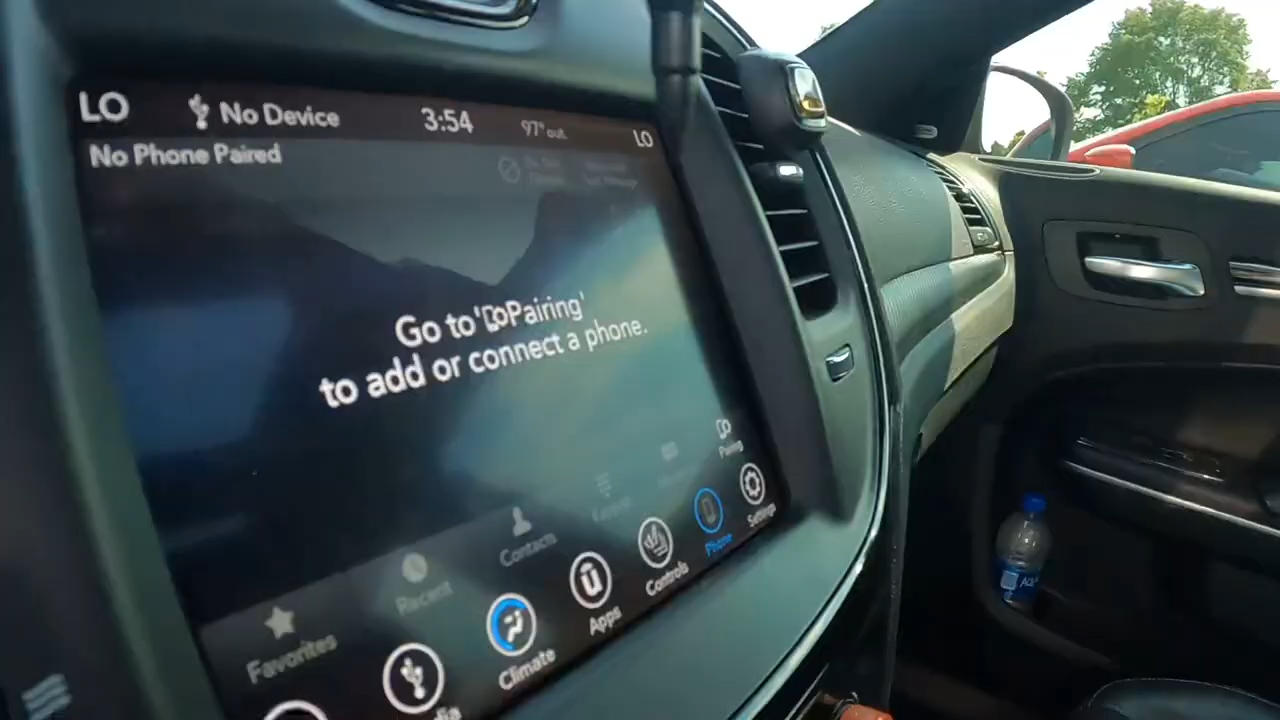 LO No Device 3:54 97° out LO
No Phone Paired
Go to 'Pairing'
to add or connect a phone.
Favorites Recent Contacts Pairing
Climate Apps Controls Phone Settings
AQ